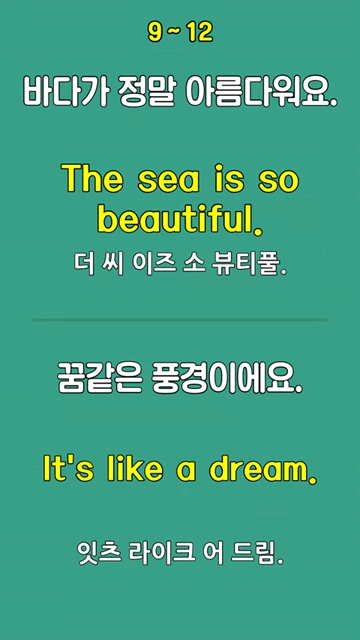 9 ~ 12
바다가 정말 아름다워요.
The sea is so
beautiful.
더 씨 이즈 소 뷰티풀.
꿈같은 풍경이에요.
It's like a dream.
잇츠 라이크 어 드림.